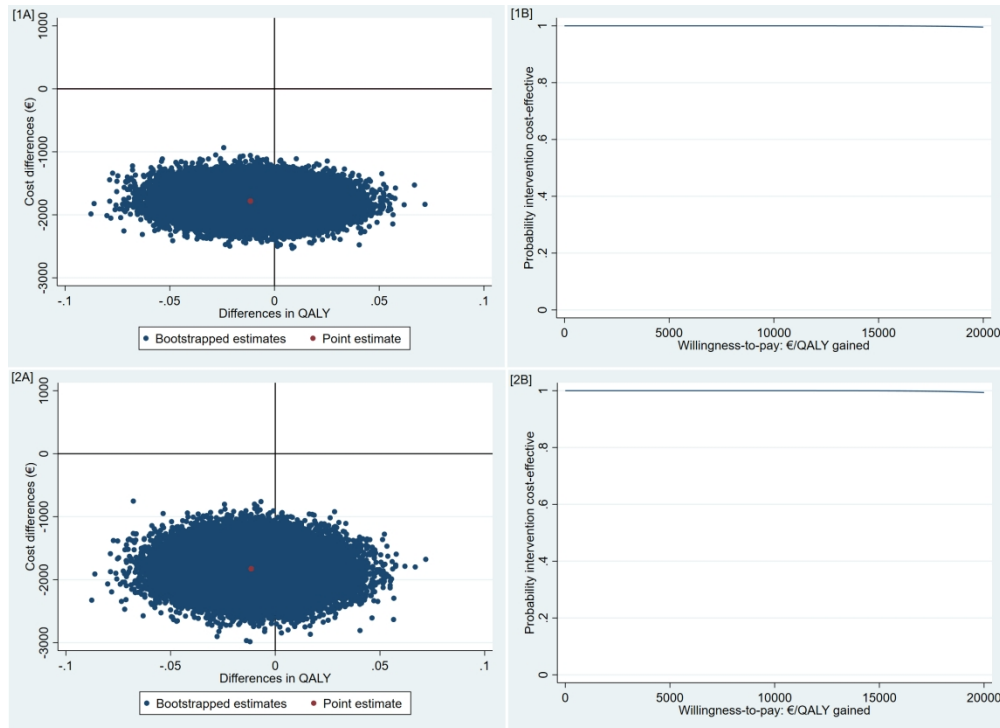 [1A]
1000
0
-1000
-2000
-3000
Cost differences (€)
-.1
-.05
0
.05
.1
Differences in QALY
Bootstrapped estimates
Point estimate
[1B]
1
.8
.6
.4
.2
0
Probability intervention cost-effective
0
5000
10000
15000
20000
Willingness-to-pay: €/QALY gained
[2A]
1000
0
-1000
-2000
-3000
Cost differences (€)
-.1
-.05
0
.05
.1
Differences in QALY
Bootstrapped estimates
Point estimate
[2B]
1
.8
.6
.4
.2
0
Probability intervention cost-effective
0
5000
10000
15000
20000
Willingness-to-pay: €/QALY gained